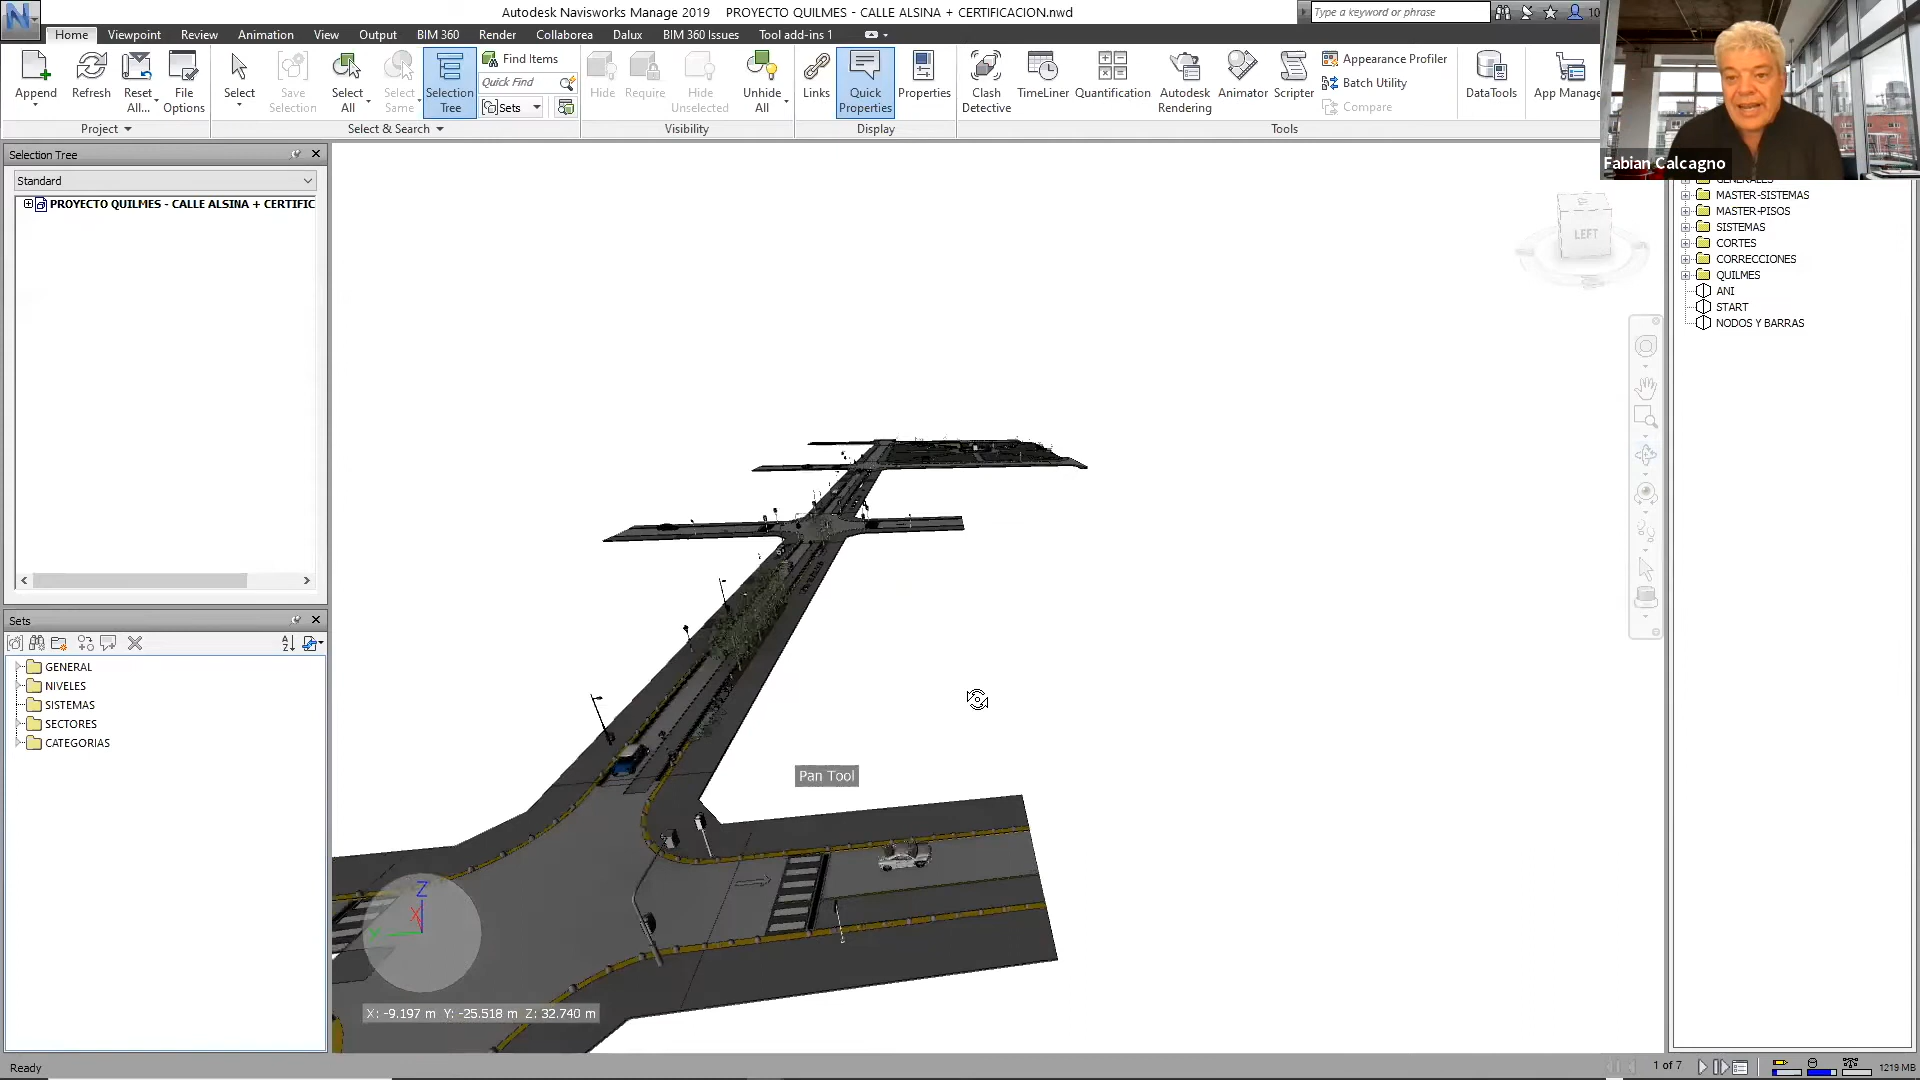 Autodesk Navisworks Manage 2019 PROYECTO QUILMES - CALLE ALSINA + CERTIFICACION.nwd
Type a keyword or phrase
10
Home Viewpoint Review Animation View Output BIM 360 Render Collaborea Dalux BIM 360 Issues Tool add-ins 1
Append
Refresh
Reset All...
File Options
Project
Select
Save Selection
Select All
Select Same
Selection Tree
Find Items
Quick Find
Sets
Select & Search
Hide
Require
Hide Unselected
Unhide All
Visibility
Links
Quick Properties
Properties
Display
Clash Detective
TimeLiner
Quantification
Autodesk Rendering
Animator
Scripter
Appearance Profiler
Batch Utility
Compare
Tools
DataTools
App Manage
Fabian Calcagno
Selection Tree
Standard
PROYECTO QUILMES - CALLE ALSINA + CERTIFIC
Sets
GENERAL
NIVELES
SISTEMAS
SECTORES
CATEGORIAS
LEFT
Pan Tool
Z
X
Y
X: -9.197 m Y: -25.518 m Z: 32.740 m
GENERALES
MASTER-SISTEMAS
MASTER-PISOS
SISTEMAS
CORTES
CORRECCIONES
QUILMES
ANI
START
NODOS Y BARRAS
Ready
1 of 7
1219 MB